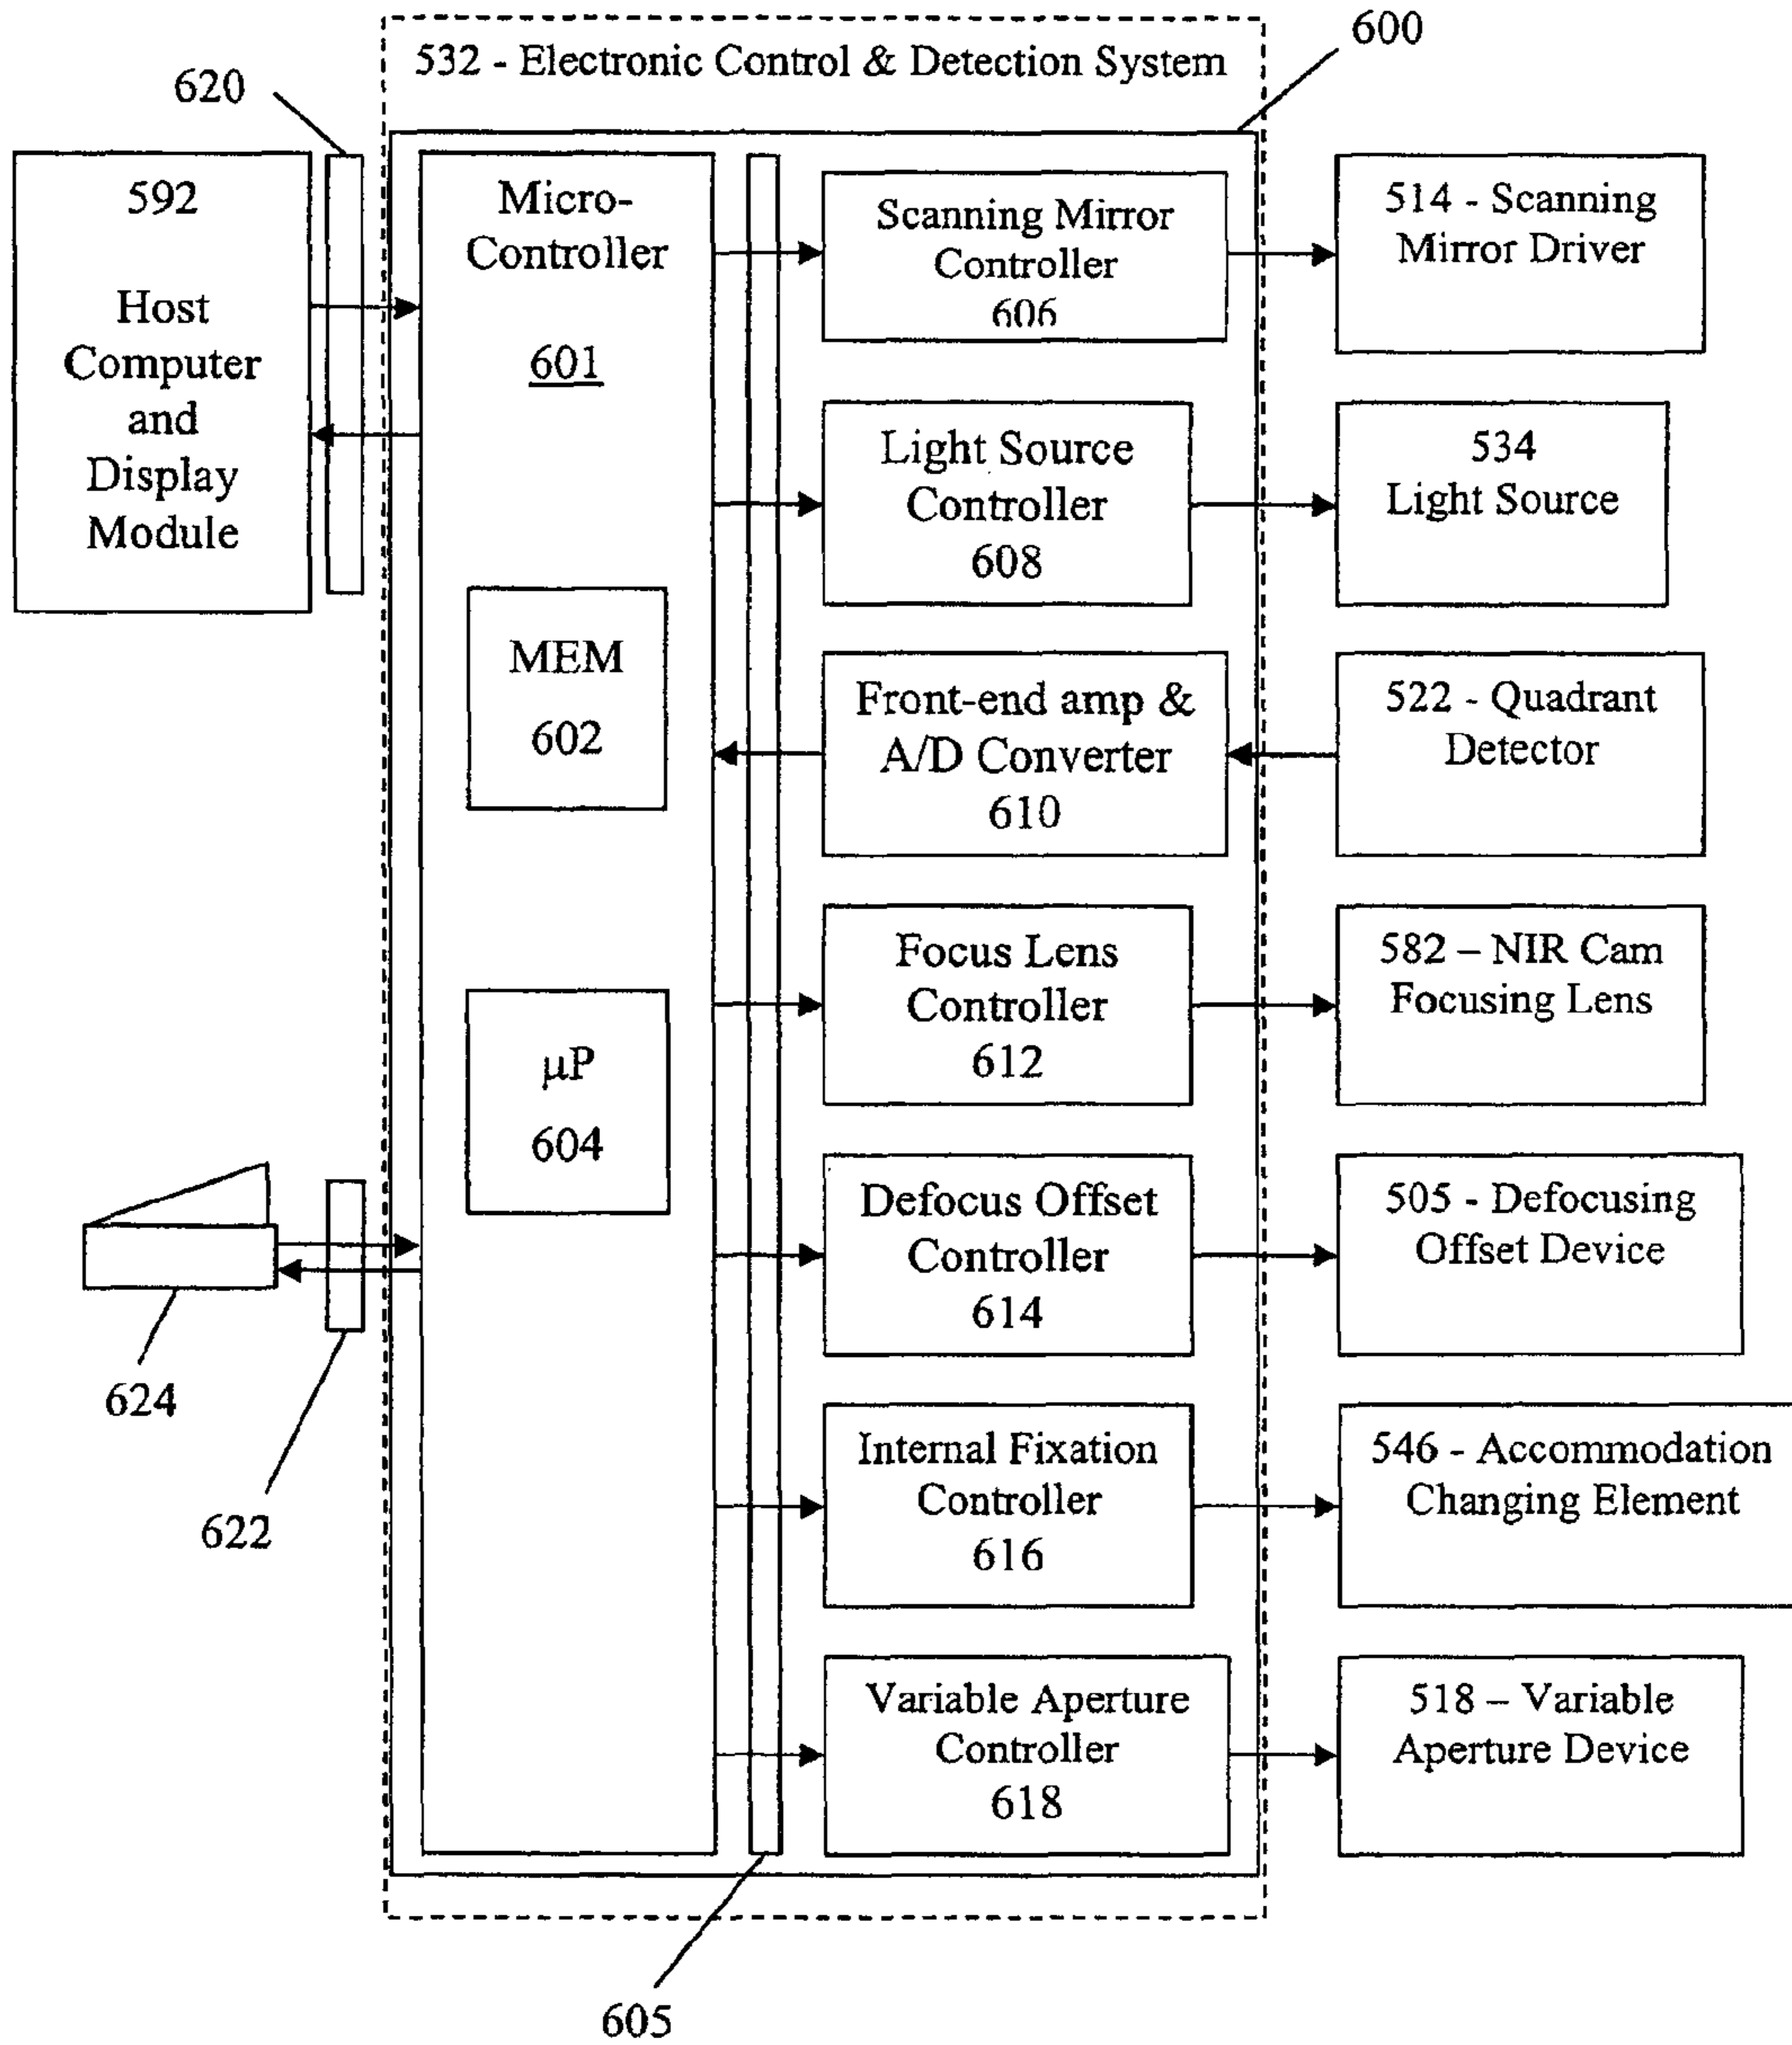 600
532 - Electronic Control & Detection System
620
592
Host
Computer
and
Display
Module
Micro-
Controller
601
MEM
602
µP
604
Scanning Mirror
Controller
606
514 - Scanning
Mirror Driver
Light Source
Controller
608
534
Light Source
Front-end amp &
A/D Converter
610
522 - Quadrant
Detector
Focus Lens
Controller
612
582 – NIR Cam
Focusing Lens
Defocus Offset
Controller
614
505 - Defocusing
Offset Device
Internal Fixation
Controller
616
546 - Accommodation
Changing Element
Variable Aperture
Controller
618
518 – Variable
Aperture Device
624
622
605